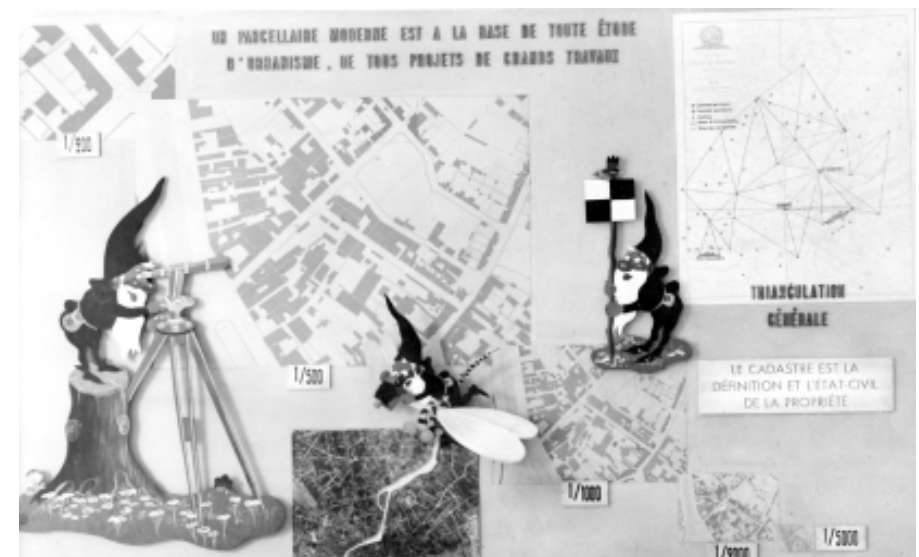 UN PARCELLAIRE MODERNE EST A LA BASE DE TOUTE ÉTUDE
D'URBANISME, DE TOUS PROJETS DE GRANDS TRAVAUX
1/500
1/1000
1/5000
TRIANGULATION
GÉNÉRALE
LE CADASTRE EST LA
DÉFINITION ET L'ÉTAT-CIVIL
DE LA PROPRIÉTÉ